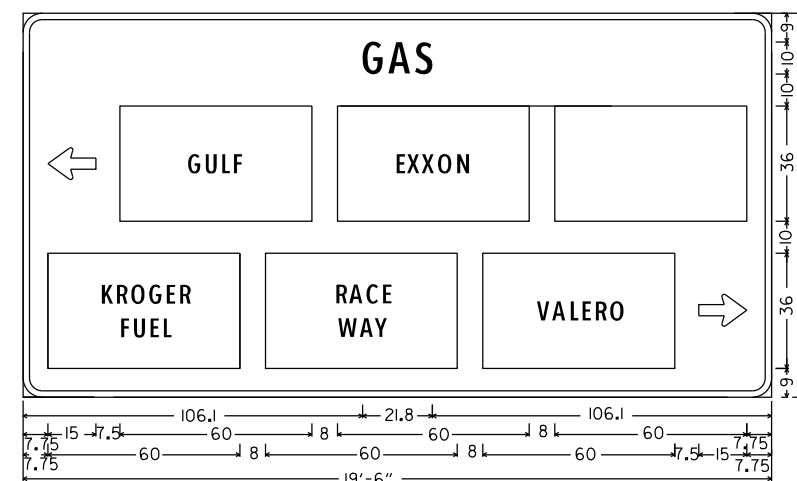 GAS
GULF EXXON
KROGER FUEL
RACE WAY
VALERO
9
10
10
36
10
36
9
106.1 21.8 106.1
7.75 15 7.5 60 8 60 8 60 7.75
7.75 60 8 60 8 60 7.5 15 7.75
19'-6"